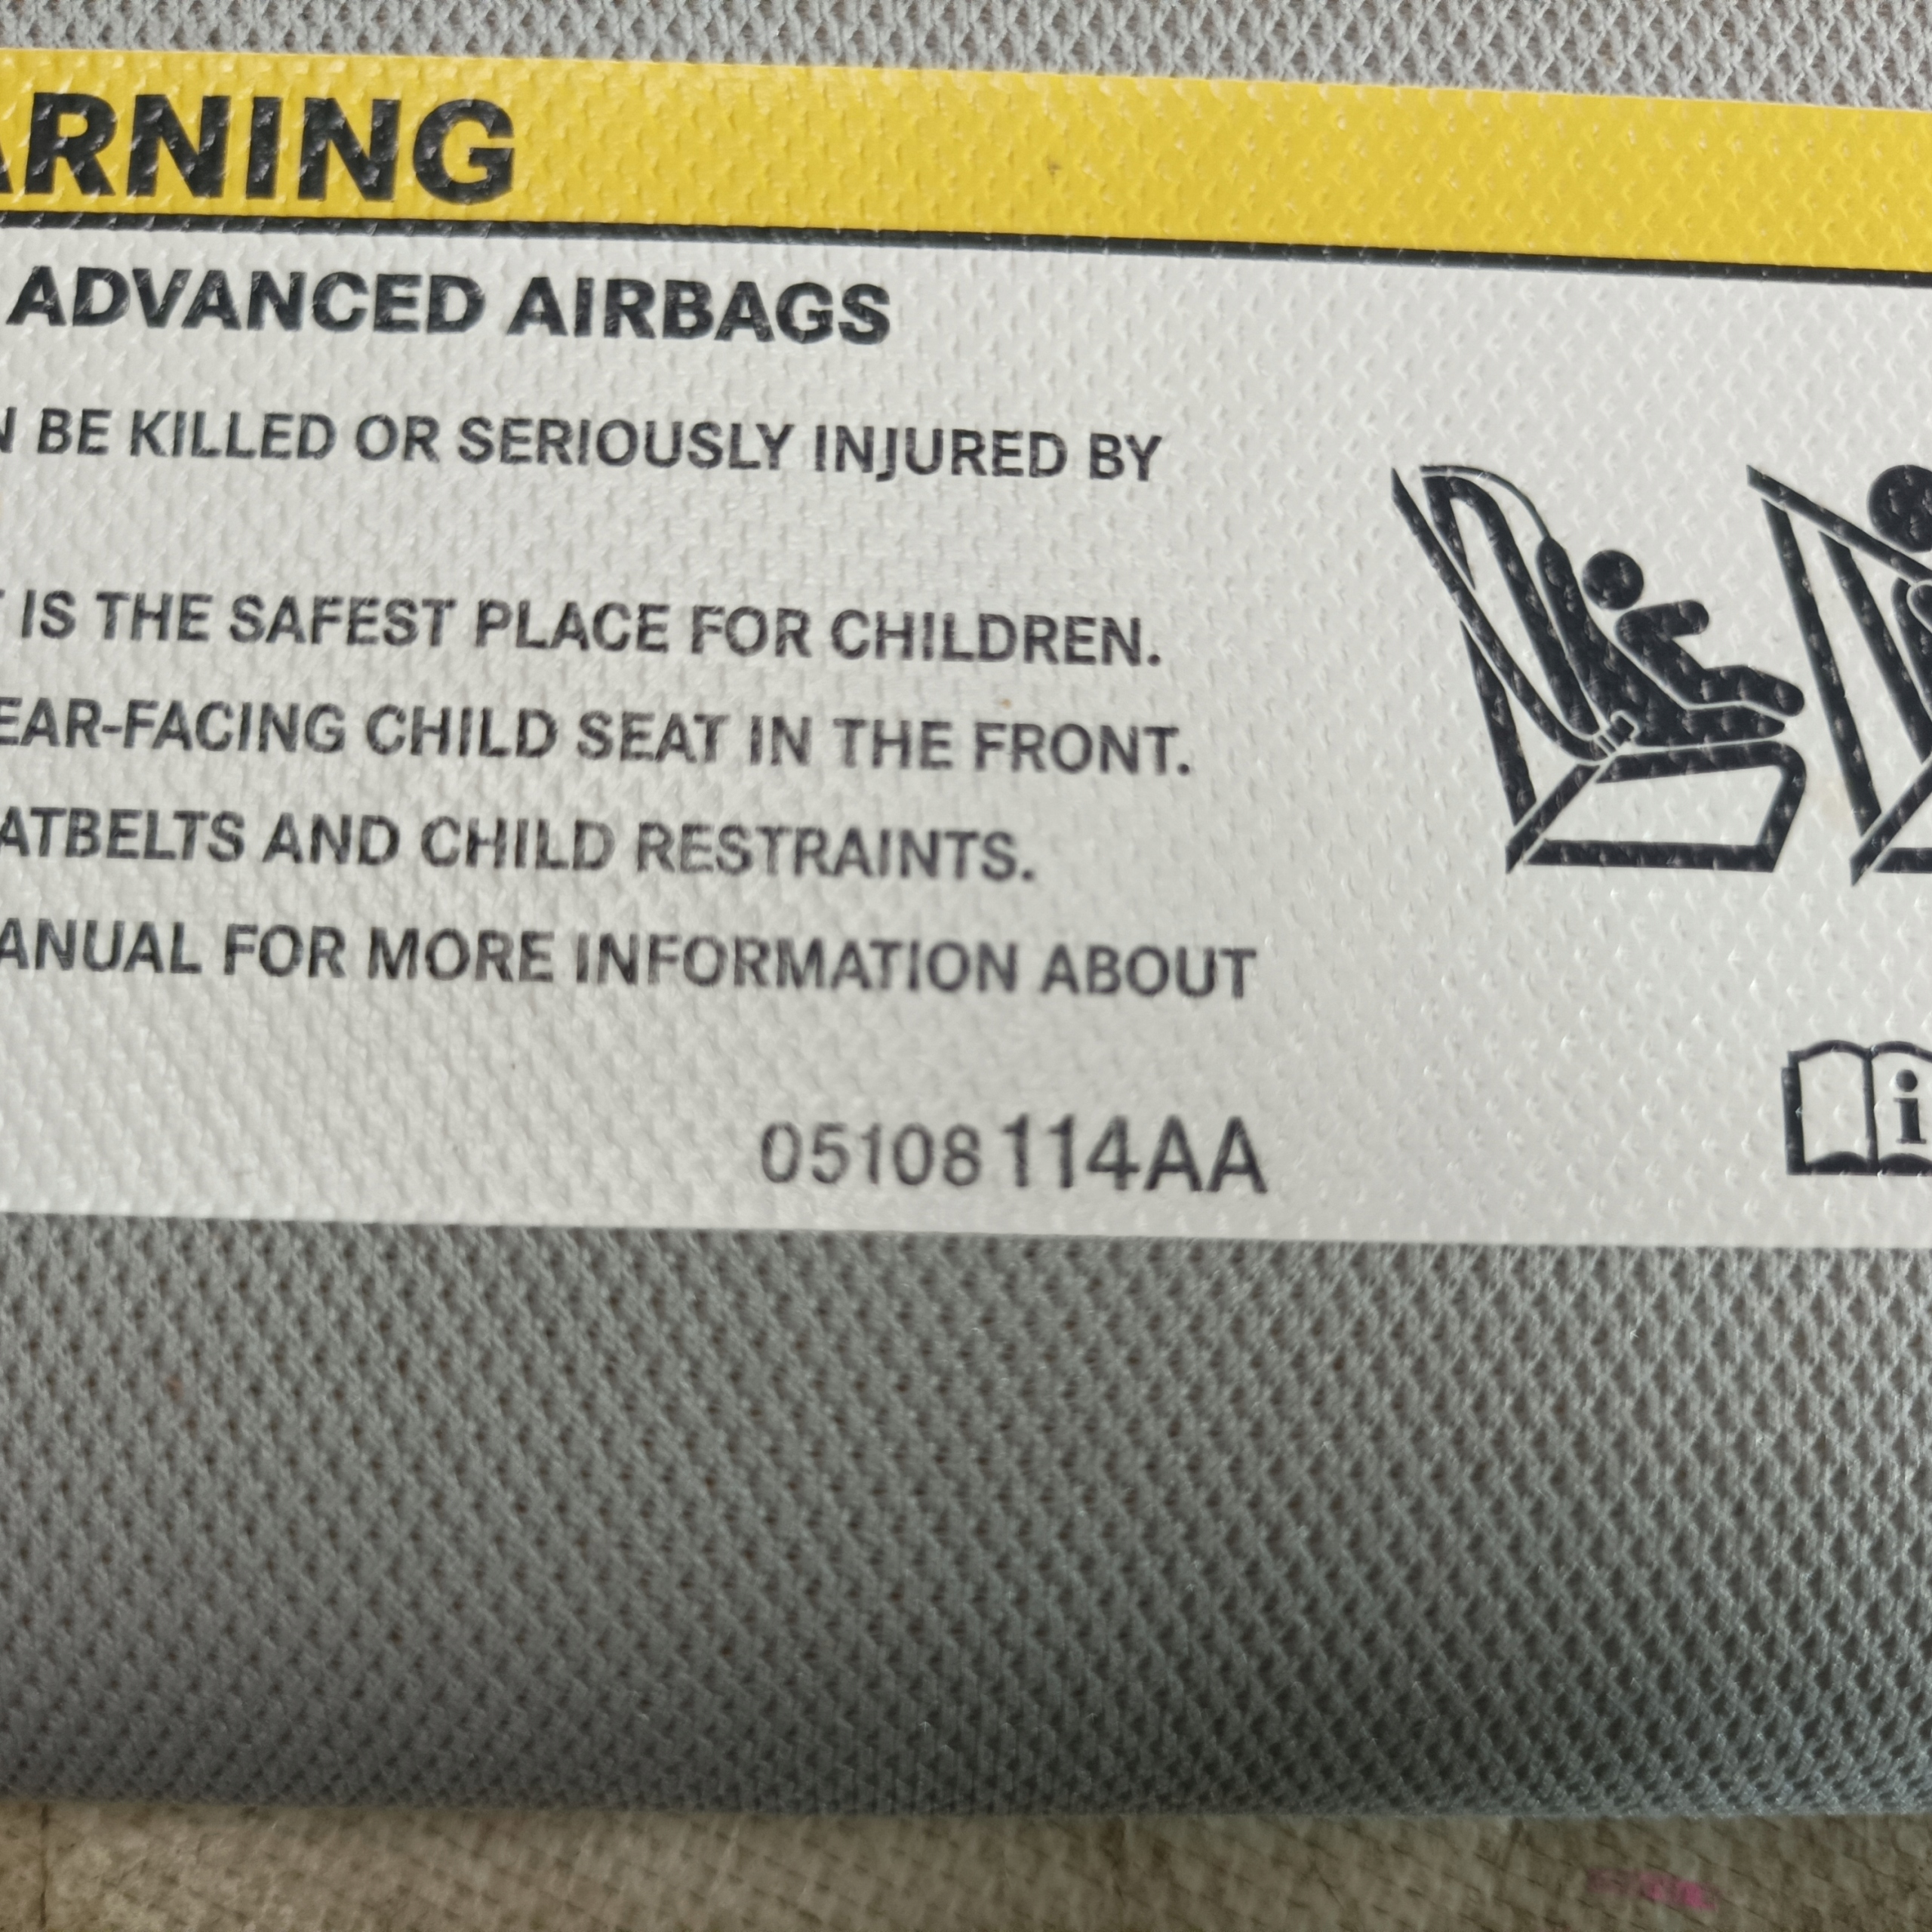 ARNING
ADVANCED AIRBAGS
N BE KILLED OR SERIOUSLY INJURED BY
T IS THE SAFEST PLACE FOR CHILDREN.
EAR-FACING CHILD SEAT IN THE FRONT.
ATBELTS AND CHILD RESTRAINTS.
ANUAL FOR MORE INFORMATION ABOUT
05108114AA
i